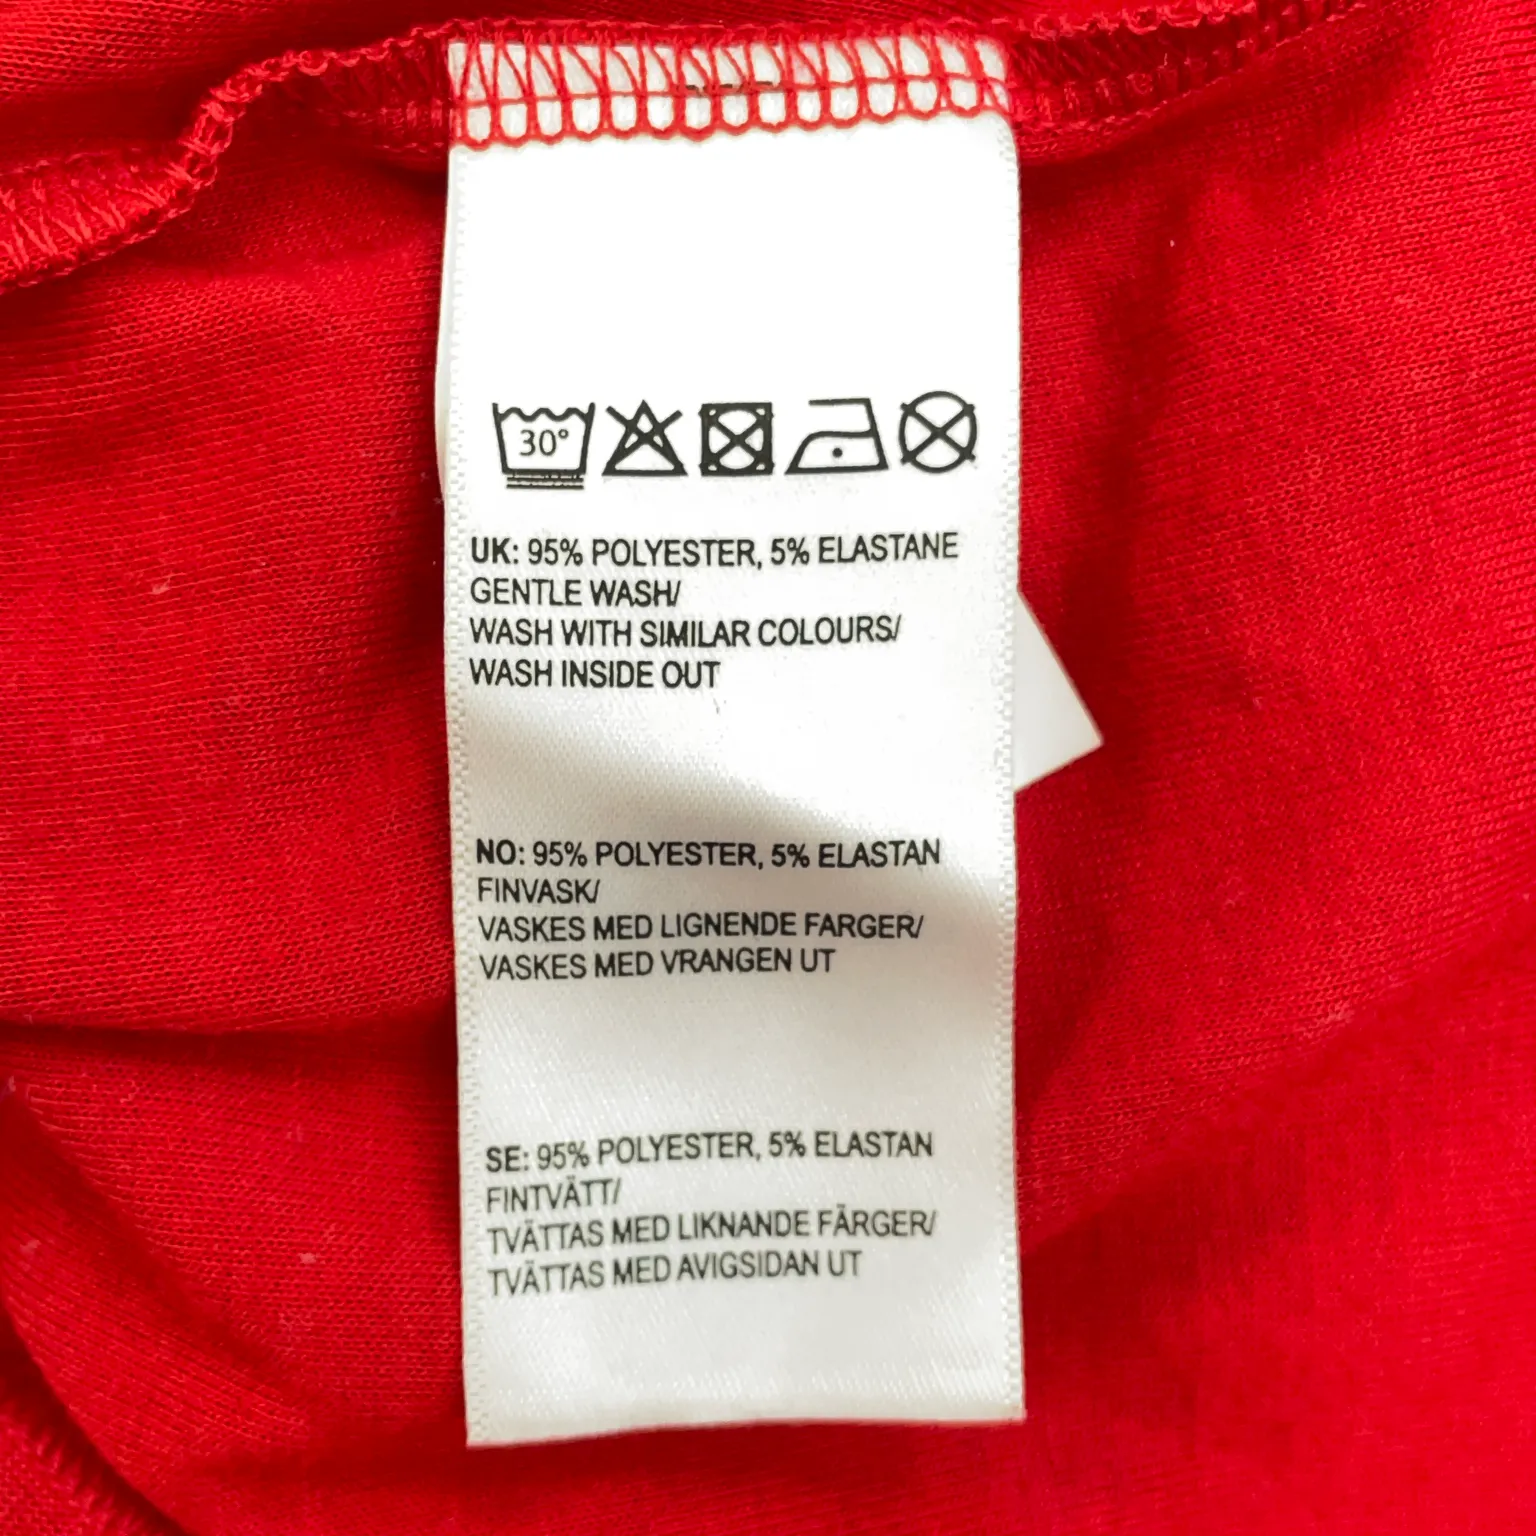 30°
UK: 95% POLYESTER, 5% ELASTANE
GENTLE WASH/
WASH WITH SIMILAR COLOURS/
WASH INSIDE OUT
NO: 95% POLYESTER, 5% ELASTAN
FINVASK/
VASKES MED LIGNENDE FARGER/
VASKES MED VRANGEN UT
SE: 95% POLYESTER, 5% ELASTAN
FINTVÄTT/
TVÄTTAS MED LIKNANDE FÄRGER/
TVÄTTAS MED AVIGSIDAN UT